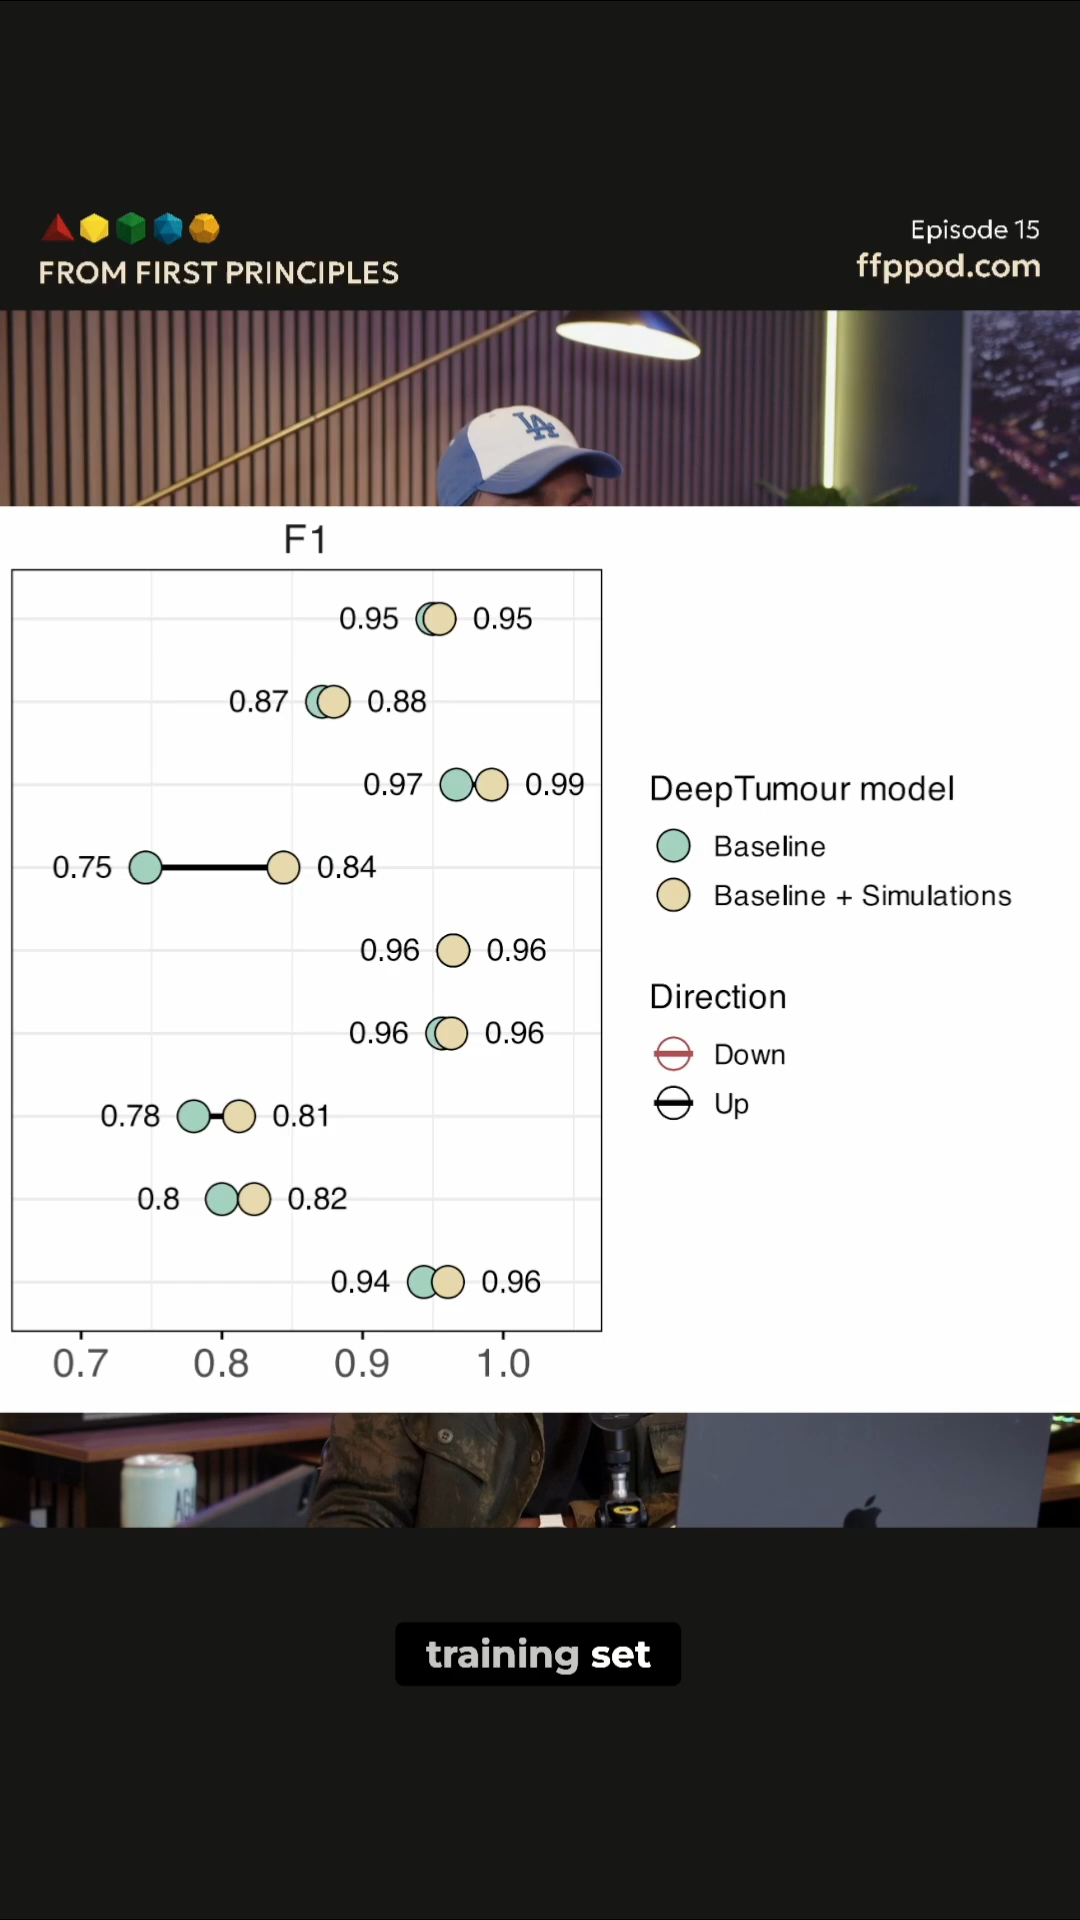 FROM FIRST PRINCIPLES
Episode 15
ffppod.com
LA
F1
0.95 0.95
0.87 0.88
0.97 0.99
0.75 0.84
0.96 0.96
0.96 0.96
0.78 0.81
0.8 0.82
0.94 0.96
0.7 0.8 0.9 1.0
DeepTumour model
Baseline
Baseline + Simulations
Direction
Down
Up
training set